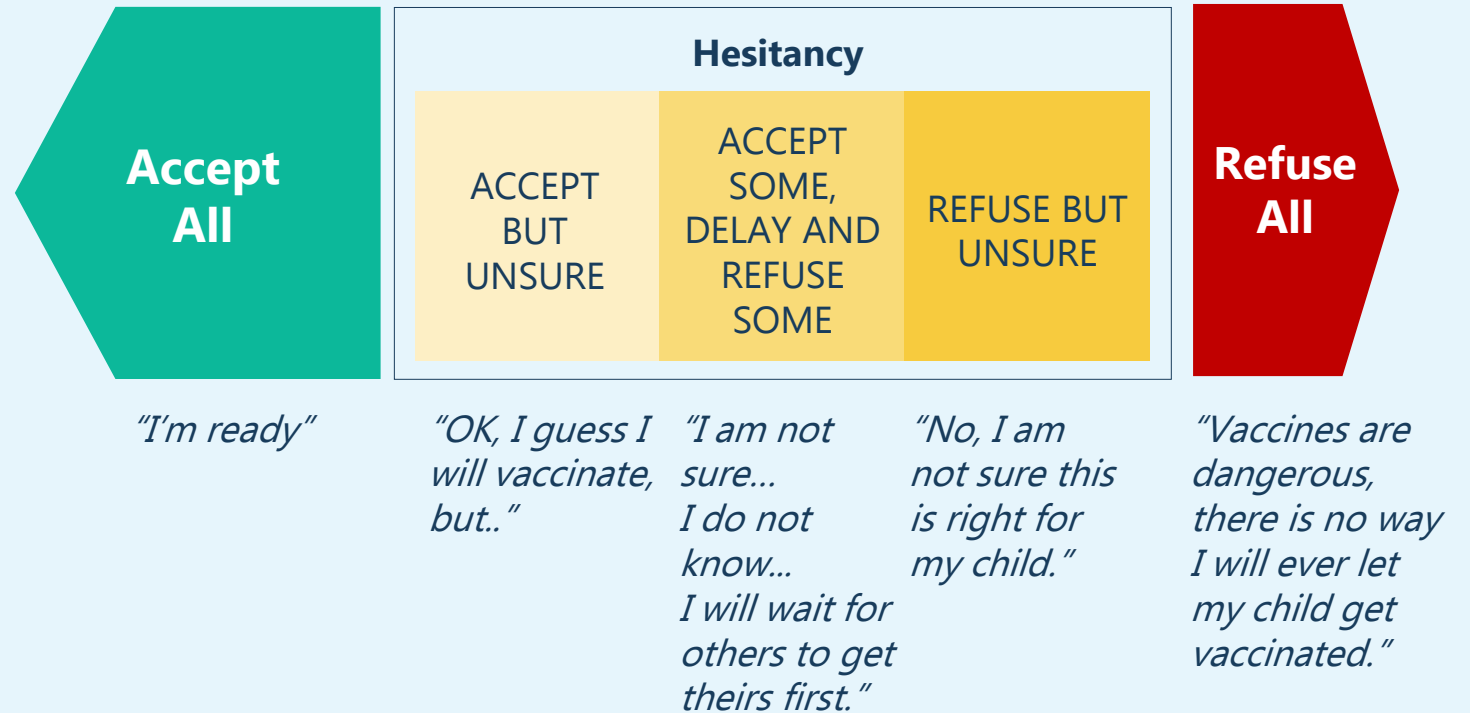 Hesitancy
Accept
All
ACCEPT
BUT
UNSURE
ACCEPT
SOME,
DELAY AND
REFUSE
SOME
REFUSE BUT
UNSURE
Refuse
All
“I’m ready”
“OK, I guess I
will vaccinate,
but..”
“I am not
sure...
I do not
know...
I will wait for
others to get
theirs first.”
“No, I am
not sure this
is right for
my child.”
“Vaccines are
dangerous,
there is no way
I will ever let
my child get
vaccinated.”